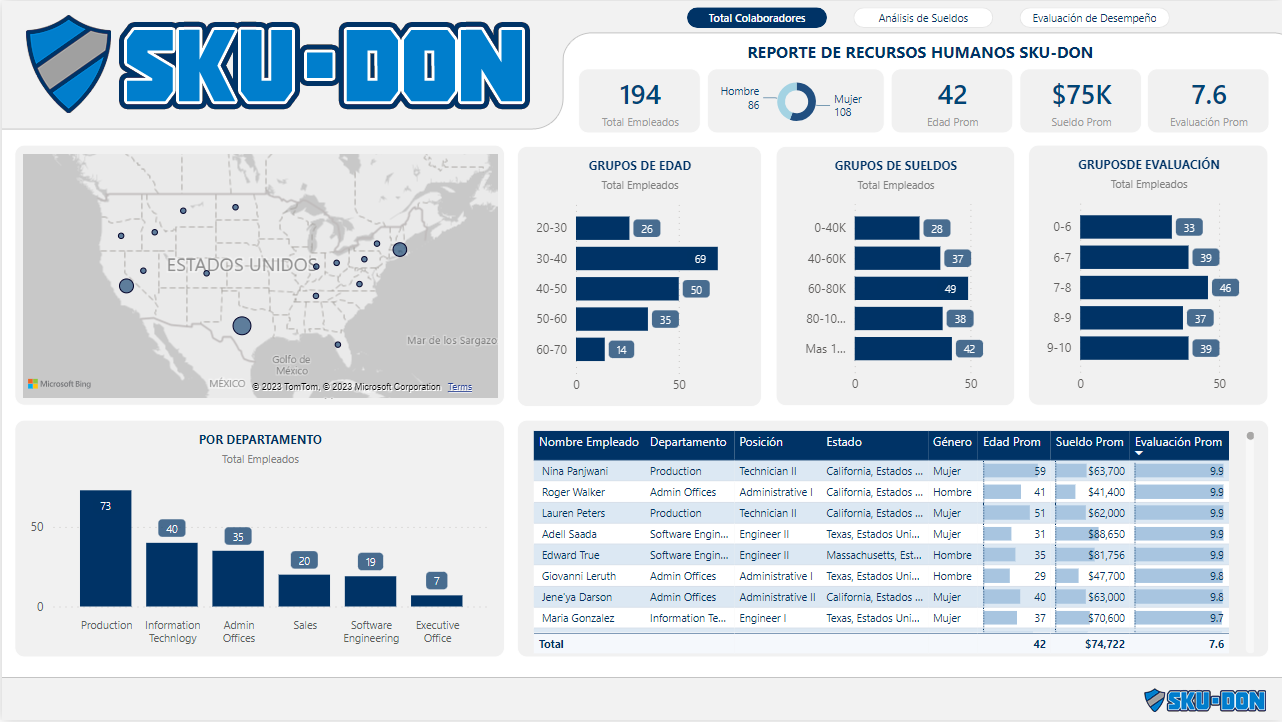 SKU-DON
Total Colaboradores
Análisis de Sueldos
Evaluación de Desempeño
REPORTE DE RECURSOS HUMANOS SKU-DON
194
Total Empleados
Hombre
86
Mujer
108
42
Edad Prom
$75K
Sueldo Prom
7.6
Evaluación Prom
ESTADOS UNIDOS
Mar de los Sargazo
Golfo de
México
MÉXICO
Microsoft Bing
© 2023 TomTom, © 2023 Microsoft Corporation Terms
GRUPOS DE EDAD
Total Empleados
20-30 26
30-40 69
40-50 50
50-60 35
60-70 14
0 50
GRUPOS DE SUELDOS
Total Empleados
0-40K 28
40-60K 37
60-80K 49
80-10... 38
Mas 1... 42
0 50
GRUPOSDE EVALUACIÓN
Total Empleados
0-6 33
6-7 39
7-8 46
8-9 37
9-10 39
0 50
POR DEPARTAMENTO
Total Empleados
50
0
73
40
35
20
19
7
Production
Information
Technlogy
Admin
Offices
Sales
Software
Engineering
Executive
Office
Nombre Empleado Departamento Posición Estado Género Edad Prom Sueldo Prom Evaluación Prom
Nina Panjwani Production Technician II California, Estados ... Mujer 59 $63,700 9.9
Roger Walker Admin Offices Administrative I California, Estados ... Hombre 41 $41,400 9.9
Lauren Peters Production Technician II California, Estados ... Mujer 51 $62,000 9.9
Adell Saada Software Engin... Engineer II Texas, Estados Uni... Mujer 31 $88,650 9.9
Edward True Software Engin... Engineer II Massachusetts, Est... Hombre 35 $81,756 9.9
Giovanni Leruth Admin Offices Administrative I Texas, Estados Uni... Hombre 29 $47,700 9.8
Jene'ya Darson Admin Offices Administrative I California, Estados ... Mujer 40 $63,000 9.8
Maria Gonzalez Information Te... Engineer I Texas, Estados Uni... Mujer 37 $70,600 9.7
Total 42 $74,722 7.6
SKU-DON